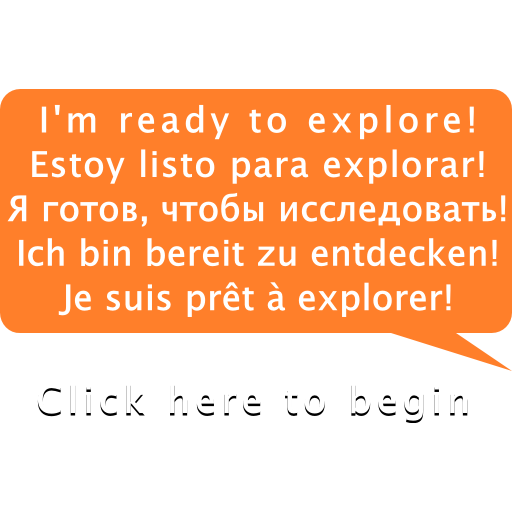 I'm ready to explore!
Estoy listo para explorar!
Я готов, чтобы исследовать!
Ich bin bereit zu entdecken!
Je suis prêt à explorer!
Click here to begin